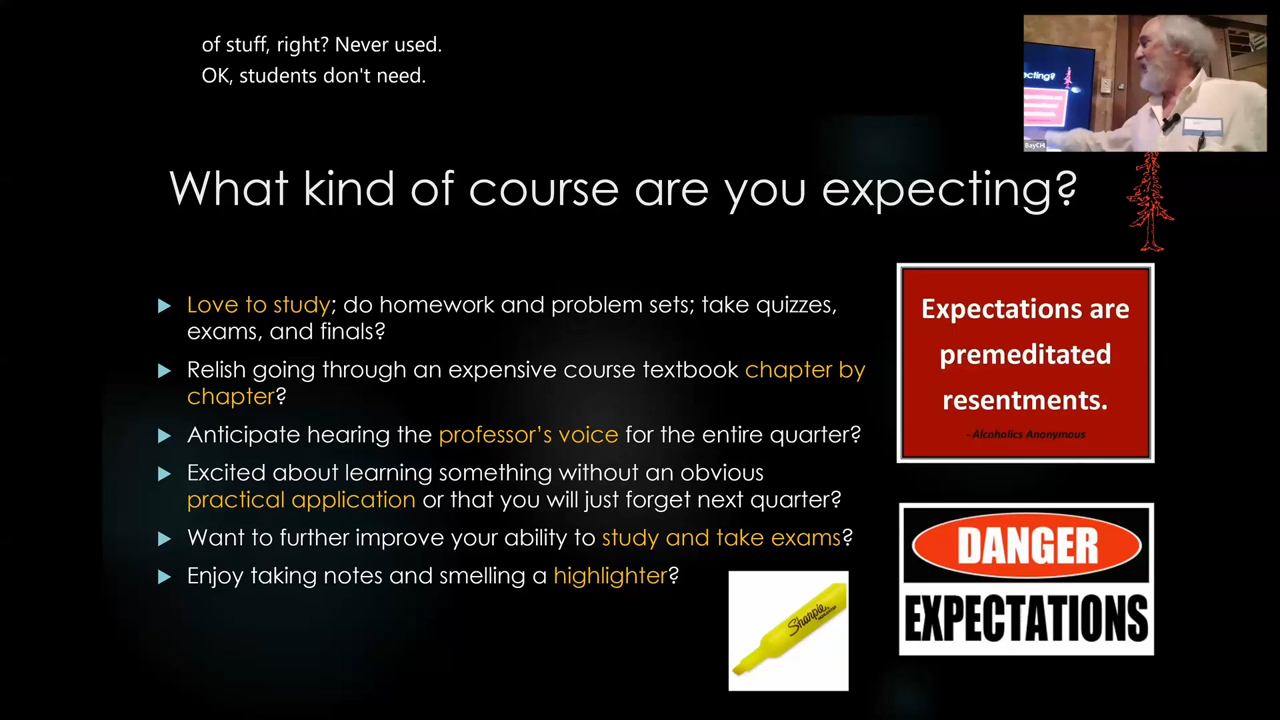 of stuff, right? Never used.
OK, students don't need.
ecting?
BayCHI
What kind of course are you expecting?
Love to study; do homework and problem sets; take quizzes,
exams, and finals?
Relish going through an expensive course textbook chapter by
chapter?
Anticipate hearing the professor's voice for the entire quarter?
Excited about learning something without an obvious
practical application or that you will just forget next quarter?
Want to further improve your ability to study and take exams?
Enjoy taking notes and smelling a highlighter?
Expectations are
premeditated
resentments.
- Alcoholics Anonymous
DANGER
EXPECTATIONS
Sharpie